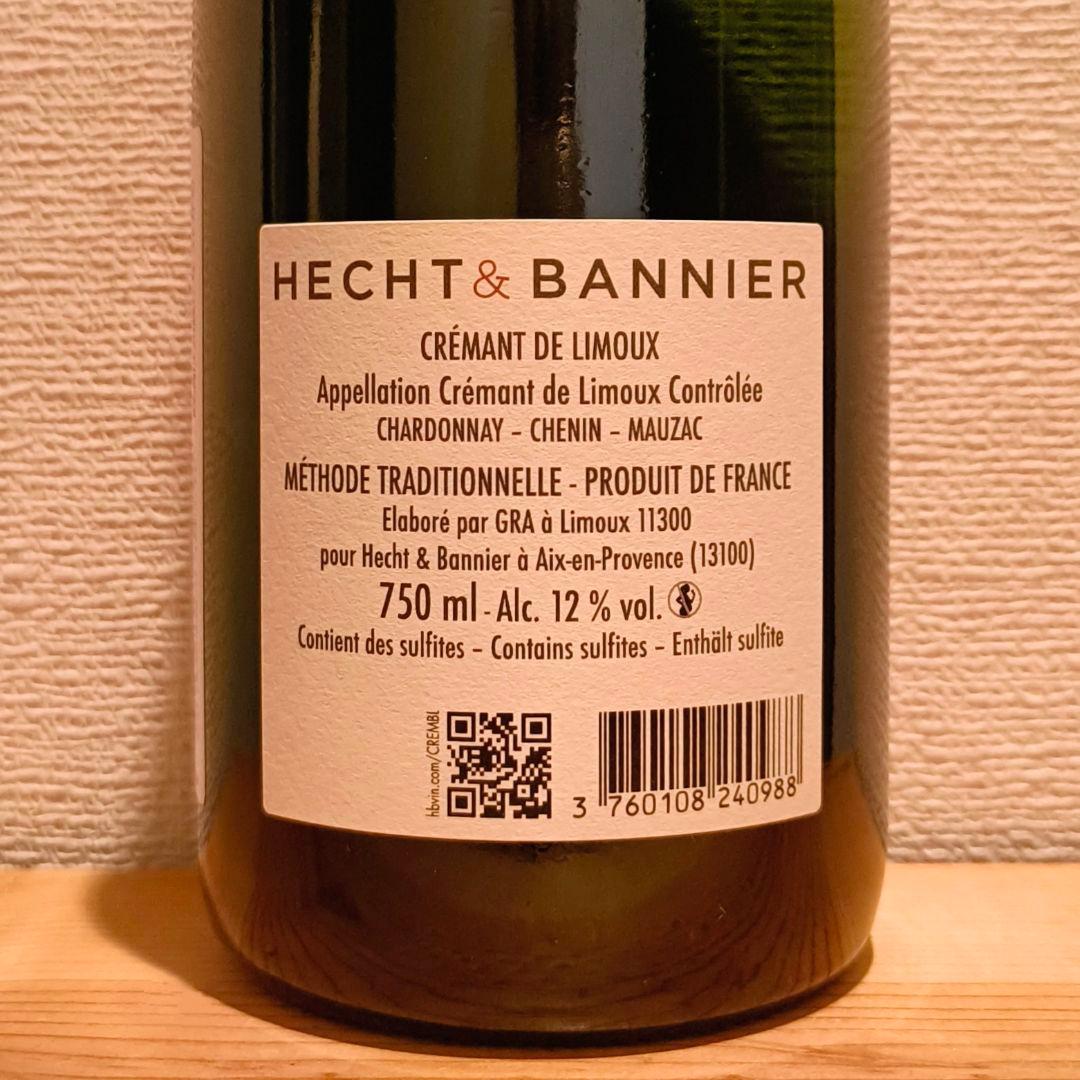 HECHT & BANNIER
CRÉMANT DE LIMOUX
Appellation Crémant de Limoux Contrôlée
CHARDONNAY – CHENIN – MAUZAC
MÉTHODE TRADITIONNELLE - PRODUIT DE FRANCE
Elaboré par GRA à Limoux 11300
pour Hecht & Bannier à Aix-en-Provence (13100)
750 ml - Alc. 12 % vol.
Contient des sulfites – Contains sulfites – Enthält sulfite
hbvin.com/CREMBL
3 760108 240988